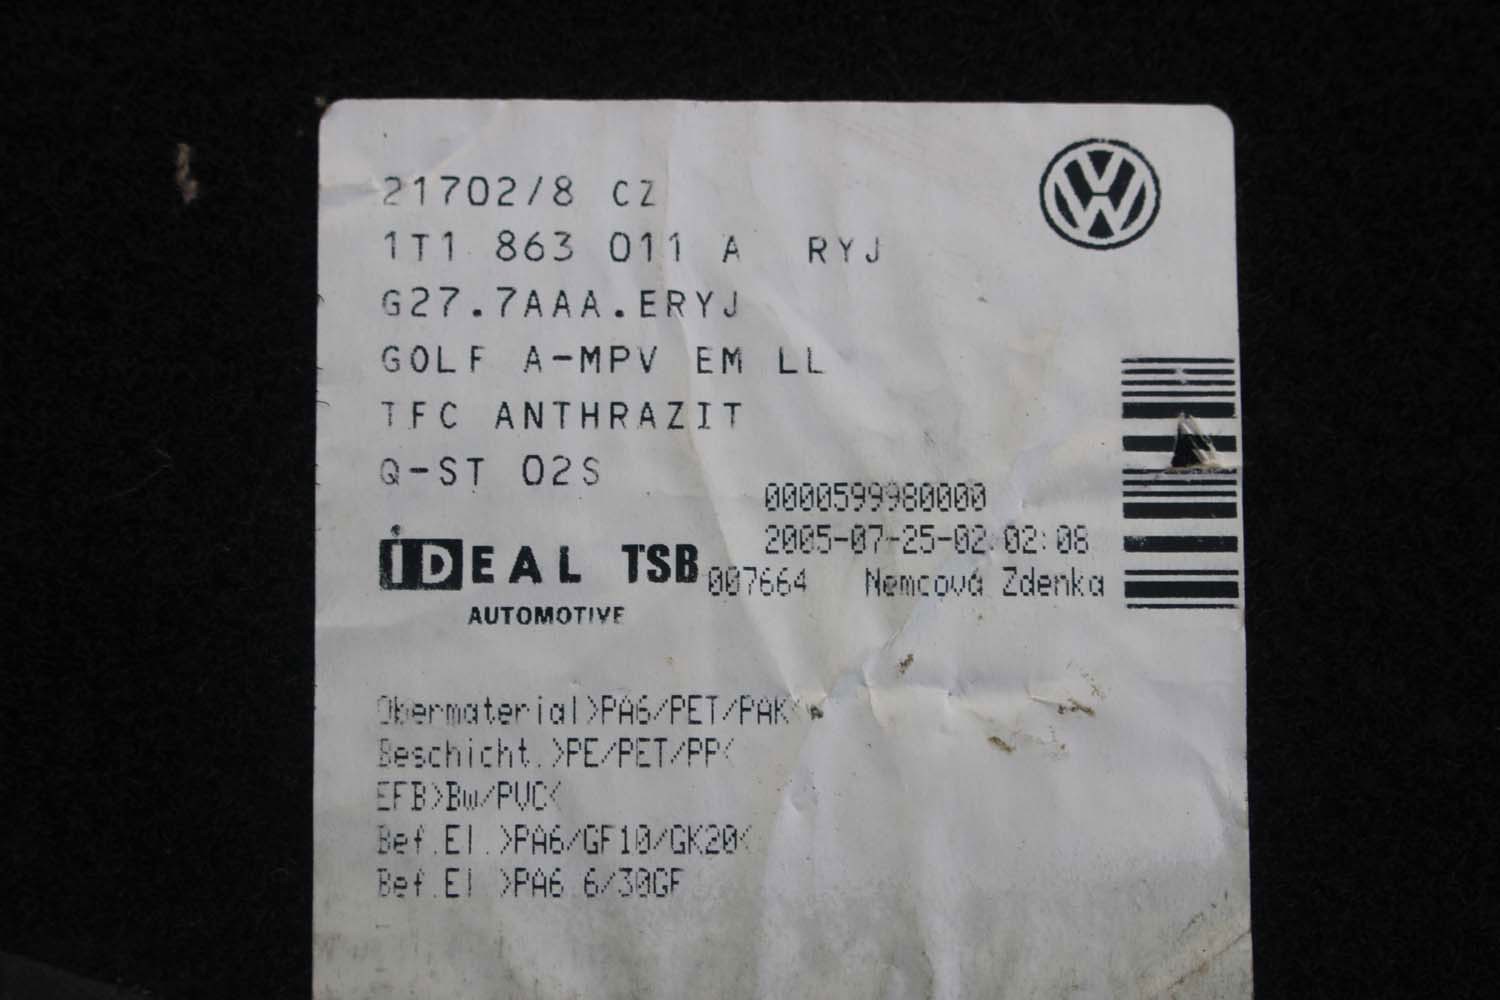 21702/8 CZ
1T1 863 011 A RYJ
G27.7AAA.ERYJ
GOLF A-MPV EM LL
TFC ANTHRAZIT
Q-ST 02S
0000599980000
2005-07-25-02.02:08
007664 Nemcová Zdenka
iDEAL TSB
AUTOMOTIVE
Obermaterial>PA6/PET/PAK<
Beschicht.>PE/PET/PP<
EFB>Bw/PVC<
Bef.El.>PA6/GF10/GK20<
Bef.El >PA6 6/30GF